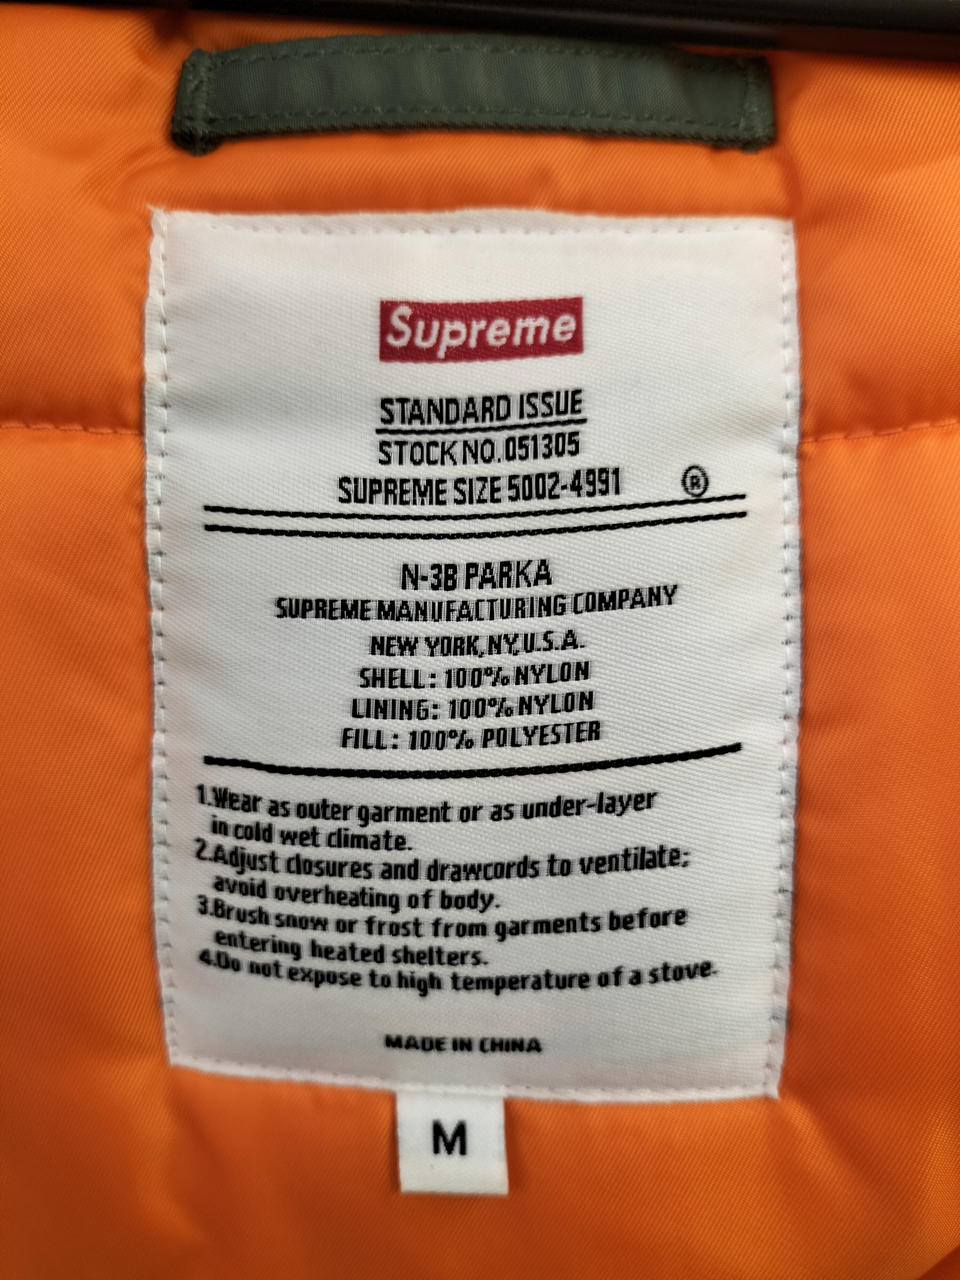 Supreme
STANDARD ISSUE
STOCK NO. 051305
SUPREME SIZE 5002-4991 ®
N-3B PARKA
SUPREME MANUFACTURING COMPANY
NEW YORK,NY,U.S.A.
SHELL: 100% NYLON
LINING: 100% NYLON
FILL: 100% POLYESTER
1.Wear as outer garment or as under-layer
in cold wet climate.
2.Adjust closures and drawcords to ventilate;
avoid overheating of body.
3.Brush snow or frost from garments before
entering heated shelters.
4.Do not expose to high temperature of a stove.
MADE IN CHINA
M